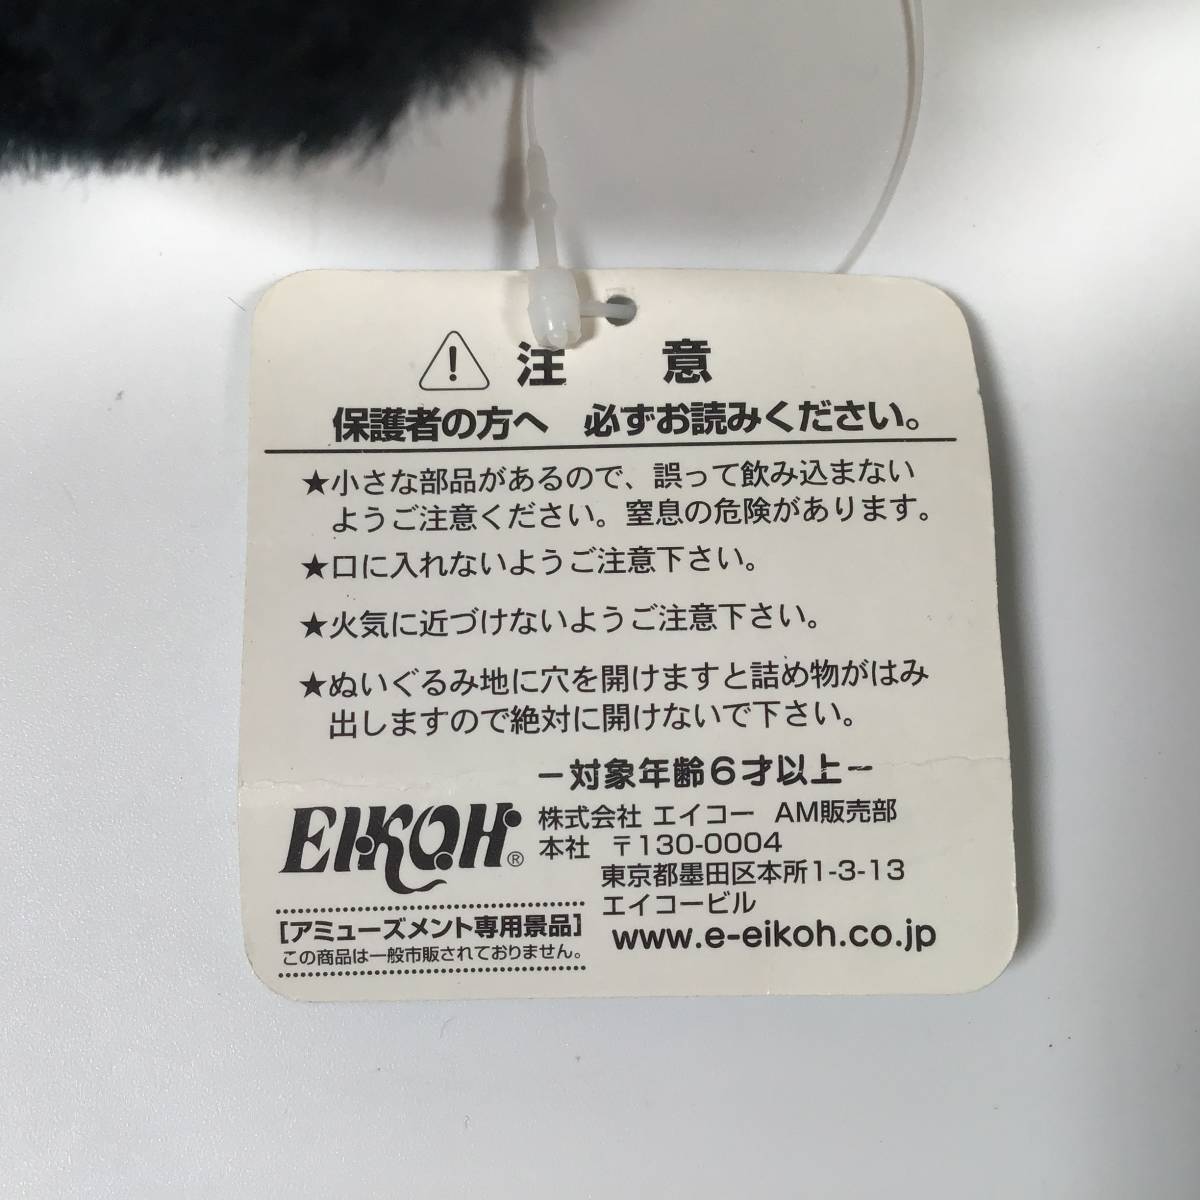 注 意
保護者の方へ 必ずお読みください。
★小さな部品があるので、誤って飲み込まない
ようご注意ください。窒息の危険があります。
★口に入れないようご注意下さい。
★火気に近づけないようご注意下さい。
★ぬいぐるみ地に穴を開けますと詰め物がはみ
出しますので絶対に開けないで下さい。
－対象年齢6才以上－
EIKOH®
株式会社 エイコー AM販売部
本社 〒130-0004
東京都墨田区本所1-3-13
エイコービル
www.e-eikoh.co.jp
[アミューズメント専用景品]
この商品は一般市販されておりません。